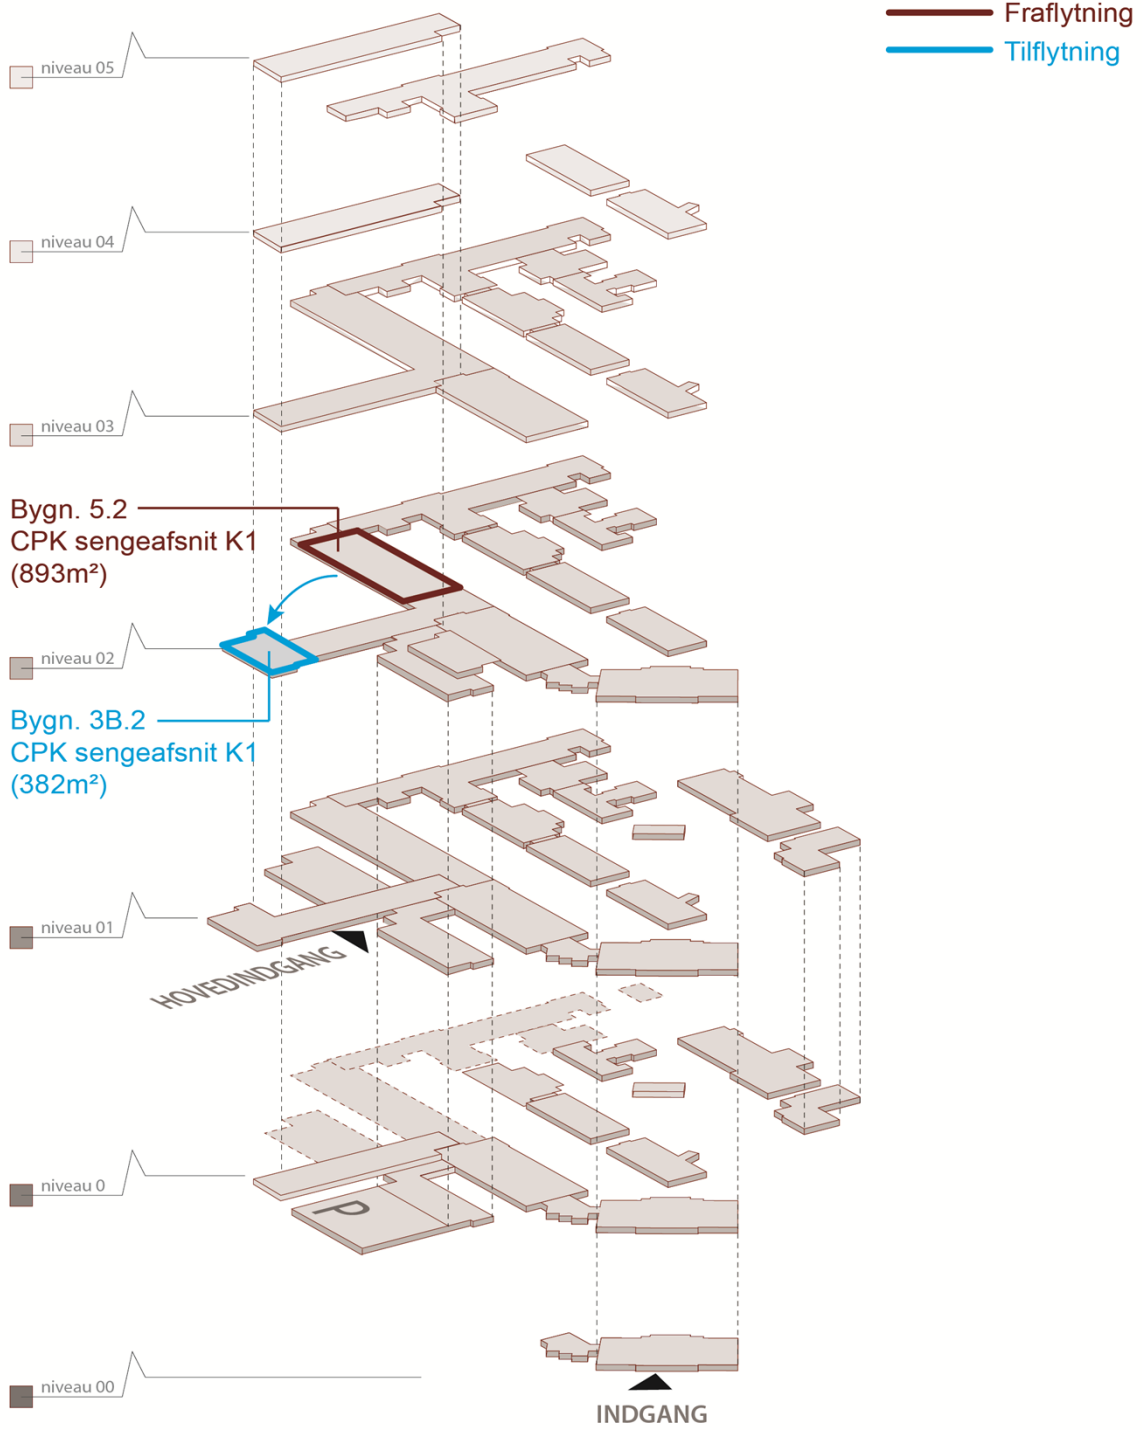 Fraflytning
Tilflytning
niveau 05
niveau 04
niveau 03
Bygn. 5.2
CPK sengeafsnit K1
(893m²)
niveau 02
Bygn. 3B.2
CPK sengeafsnit K1
(382m²)
niveau 01
HOVEDINDGANG
niveau 0
P
niveau 00
INDGANG